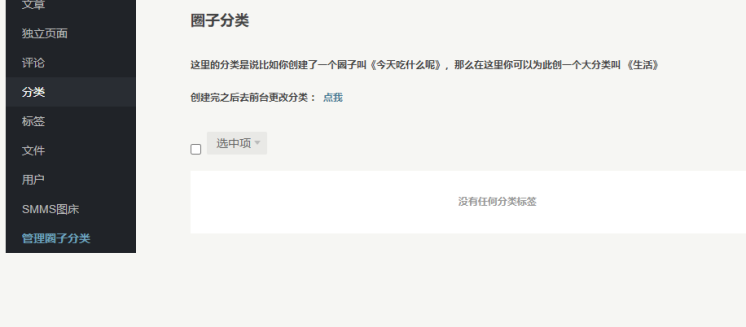 文章
独立页面
评论
分类
标签
文件
用户
SMMS图床
管理圈子分类
圈子分类
这里的分类是说比如你创建了一个圈子叫《今天吃什么呢》，那么在这里你可以为此创一个大分类叫 《生活》
创建完之后去前台更改分类： 点我
选中项
没有任何分类标签